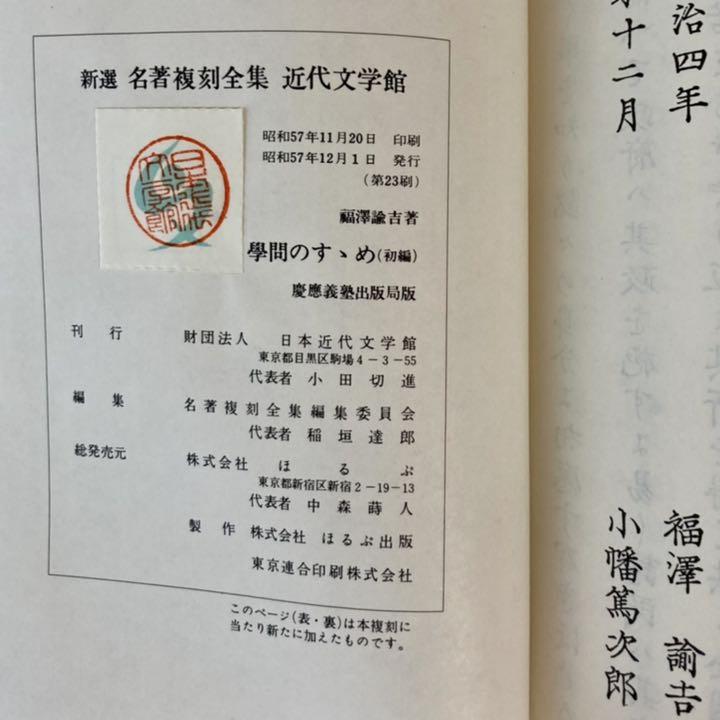 新選 名著複刻全集 近代文学館
昭和57年11月20日 印刷
昭和57年12月1日 発行
(第23刷)
福澤諭吉著
學問のすゝめ(初編)
慶應義塾出版局版
刊行 財団法人 日本近代文学館
東京都目黒区駒場4-3-55
代表者 小田切進
編集 名著複刻全集編集委員会
代表者 稲垣達郎
総発売元 株式会社 ほるぷ
東京都新宿区新宿2-19-13
代表者 中森蒔人
製作 株式会社 ほるぷ出版
東京連合印刷株式会社
このページ(表・裏)は本複刻に
当たり新たに加えたものです。
治四年
十二月
福澤 諭吉
小幡篤次郎